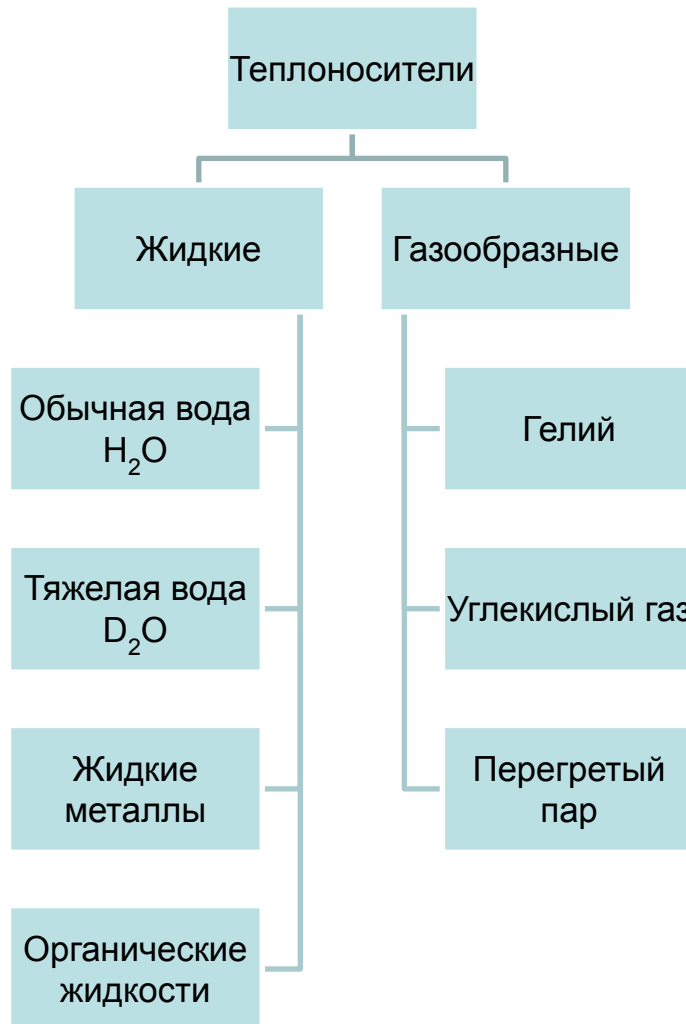 Теплоносители
Жидкие
Газообразные
Обычная вода
H₂O
Тяжелая вода
D₂O
Жидкие
металлы
Органические
жидкости
Гелий
Углекислый газ
Перегретый
пар